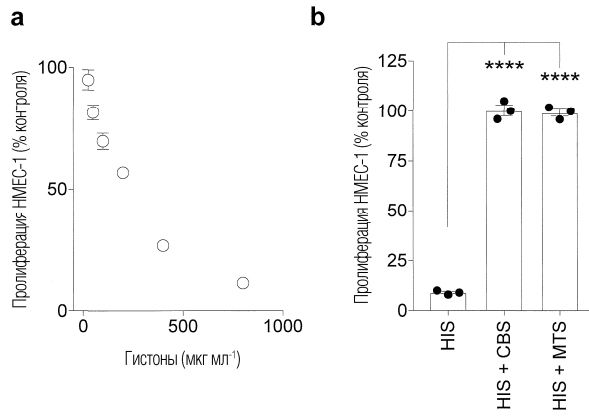 a
Пролиферация HMEC-1 (% контроля)
100
50
0
0
500
1000
Гистоны (мкг мл⁻¹)
b
Пролиферация HMEC-1 (% контроля)
125
100
75
50
25
0
****
****
HIS
HIS + CBS
HIS + MTS